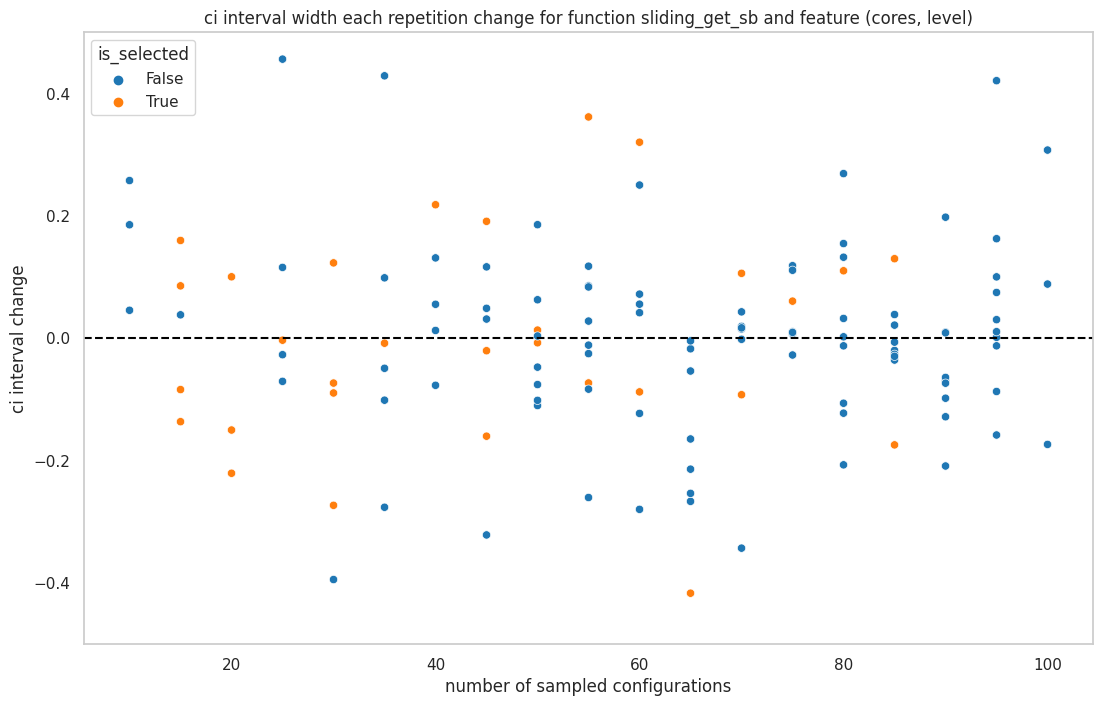 ci interval width each repetition change for function sliding_get_sb and feature (cores, level)
is_selected
False
True
ci interval change
0.4
0.2
0.0
−0.2
−0.4
20 40 60 80 100
number of sampled configurations